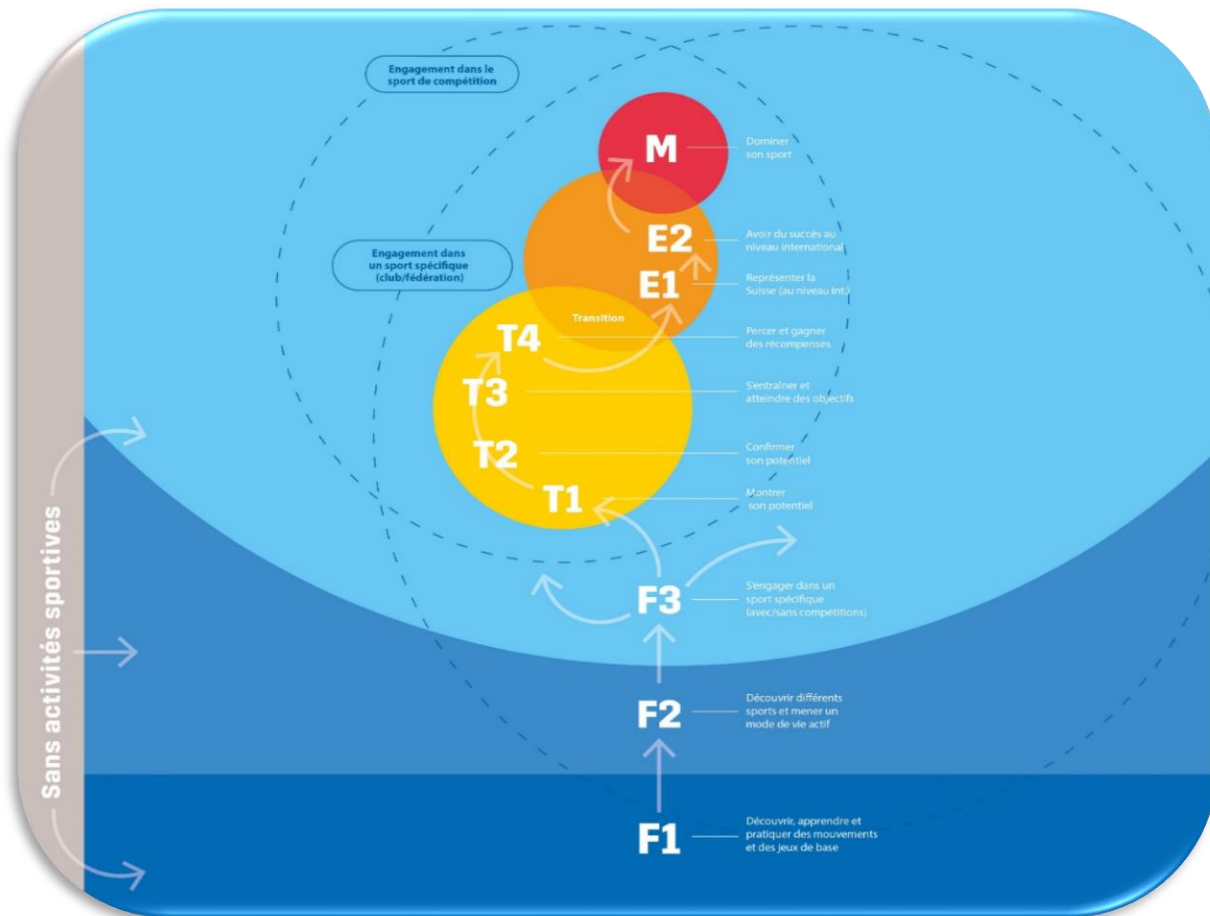 Engagement dans le
sport de compétition
M
Dominer
son sport
E2
Avoir du succès au
niveau international
Engagement dans
un sport spécifique
(club/fédération)
E1
Représenter la
Suisse (au niveau int.)
Transition
T4
Percer et gagner
des récompenses
T3
S'entraîner et
atteindre des objectifs
T2
Confirmer
son potentiel
T1
Montrer
son potentiel
F3
S'engager dans un
sport spécifique
(avec/sans compétitions)
Sans activités sportives
F2
Découvrir différents
sports et mener un
mode de vie actif
F1
Découvrir, apprendre et
pratiquer des mouvements
et des jeux de base